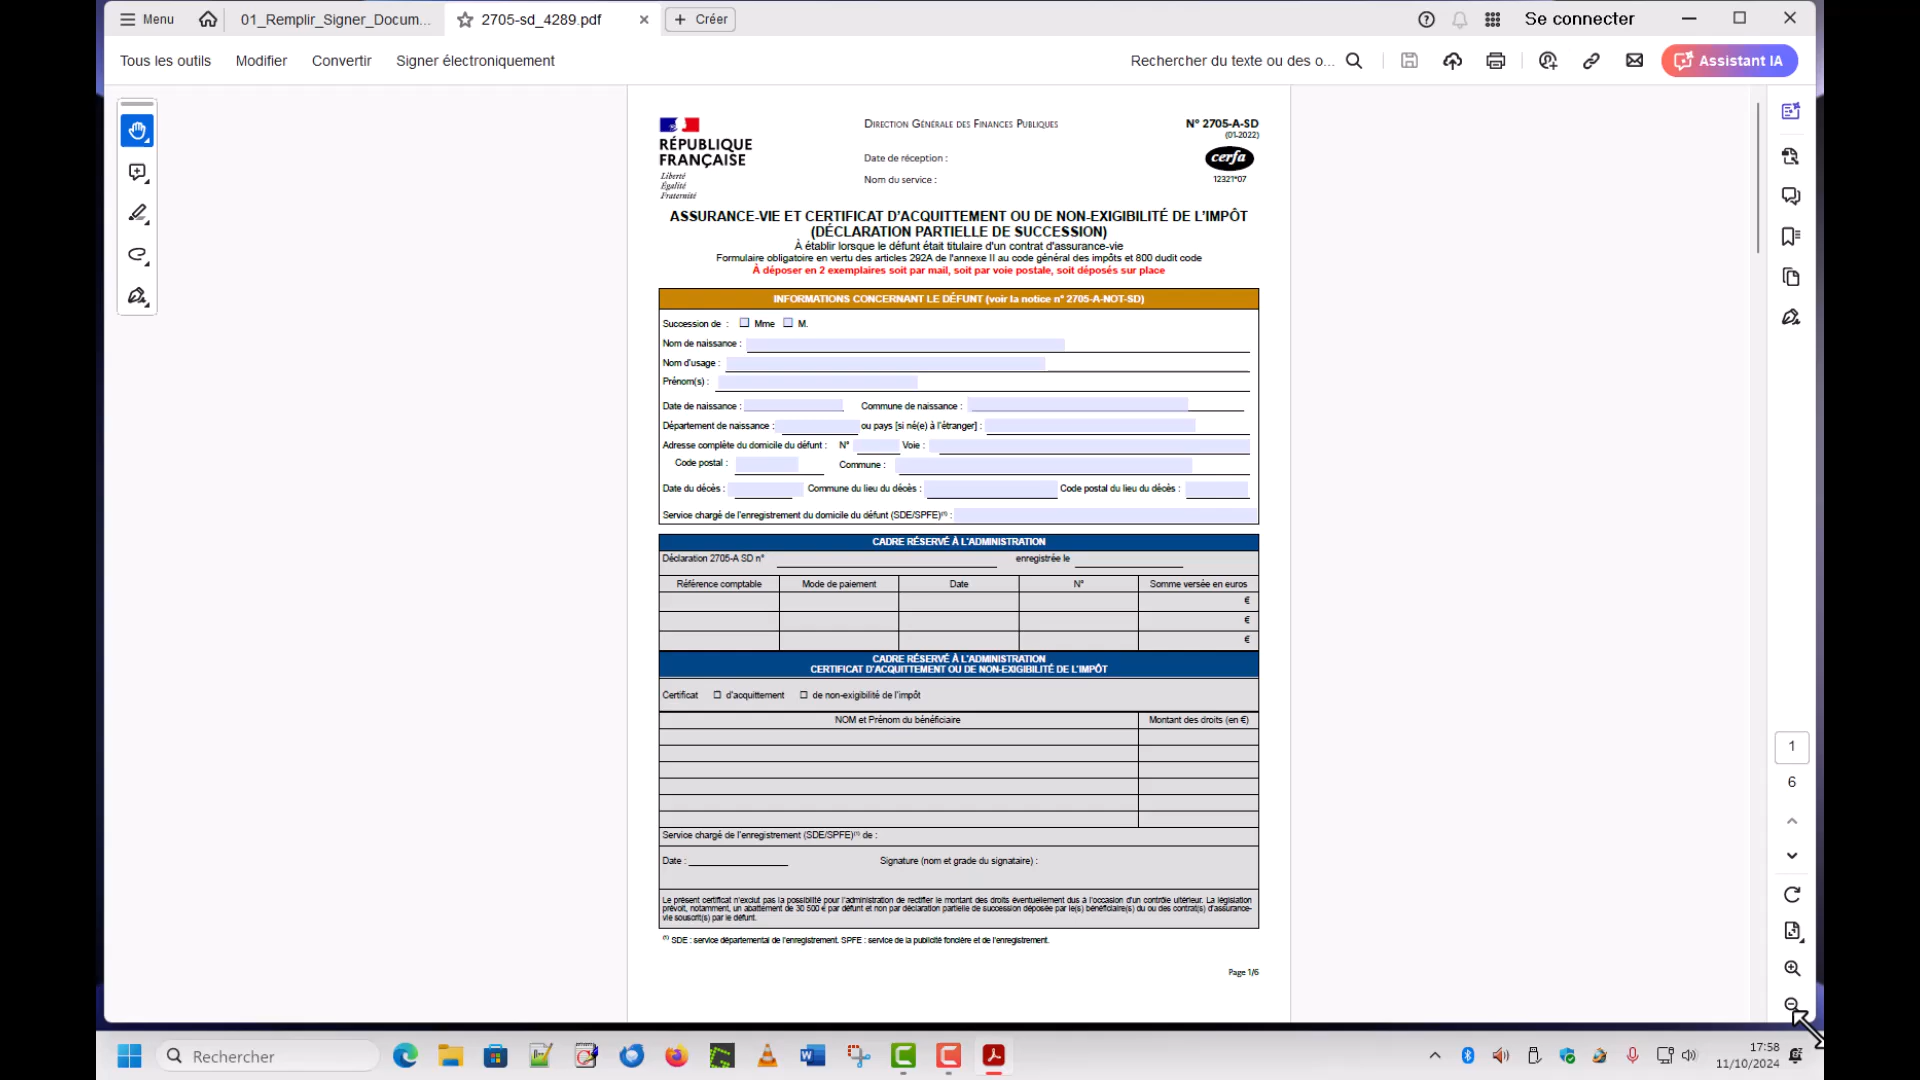 Menu
01_Remplir_Signer_Docum...
2705-sd_4289.pdf
Créer
Se connecter
Tous les outils
Modifier
Convertir
Signer électroniquement
Rechercher du texte ou des o...
Assistant IA
RÉPUBLIQUE
FRANÇAISE
Liberté
Égalité
Fraternité
DIRECTION GÉNÉRALE DES FINANCES PUBLIQUES
Date de réception :
Nom du service :
N° 2705-A-SD
(01-2022)
cerfa
12321*07
ASSURANCE-VIE ET CERTIFICAT D'ACQUITTEMENT OU DE NON-EXIGIBILITÉ DE L'IMPÔT
(DÉCLARATION PARTIELLE DE SUCCESSION)
À établir lorsque le défunt était titulaire d'un contrat d'assurance-vie
Formulaire obligatoire en vertu des articles 292A de l'annexe II au code général des impôts et 800 dudit code
À déposer en 2 exemplaires soit par mail, soit par voie postale, soit déposés sur place
INFORMATIONS CONCERNANT LE DÉFUNT (voir la notice n° 2705-A-NOT-SD)
Succession de : Mme M.
Nom de naissance :
Nom d'usage :
Prénom(s) :
Date de naissance : Commune de naissance :
Département de naissance : ou pays [si né(e) à l'étranger] :
Adresse complète du domicile du défunt : N° Voie :
Code postal : Commune :
Date du décès : Commune du lieu du décès : Code postal du lieu du décès :
Service chargé de l'enregistrement du domicile du défunt (SDE/SPFE)(1) :
CADRE RÉSERVÉ À L'ADMINISTRATION
Déclaration 2705-A SD n° enregistrée le
Référence comptable Mode de paiement Date N° Somme versée en euros
€
€
€
CADRE RÉSERVÉ À L'ADMINISTRATION
CERTIFICAT D'ACQUITTEMENT OU DE NON-EXIGIBILITÉ DE L'IMPÔT
Certificat d'acquittement de non-exigibilité de l'impôt
NOM et Prénom du bénéficiaire Montant des droits (en €)
Service chargé de l'enregistrement (SDE/SPFE)(1) de :
Date : Signature (nom et grade du signataire) :
Le présent certificat n'exclut pas la possibilité pour l'administration de rectifier le montant des droits éventuellement dus à l'occasion d'un contrôle ultérieur. La législation
prévoit, notamment, un abattement de 30 500 € par défunt et non par déclaration partielle de succession déposée par le(s) bénéficiaire(s) du ou des contrat(s) d'assurance-
vie souscrit(s) par le défunt.
(1) SDE : service départemental de l'enregistrement. SPFE : service de la publicité foncière et de l'enregistrement.
Page 1/6
1
6
Rechercher
17:58
11/10/2024